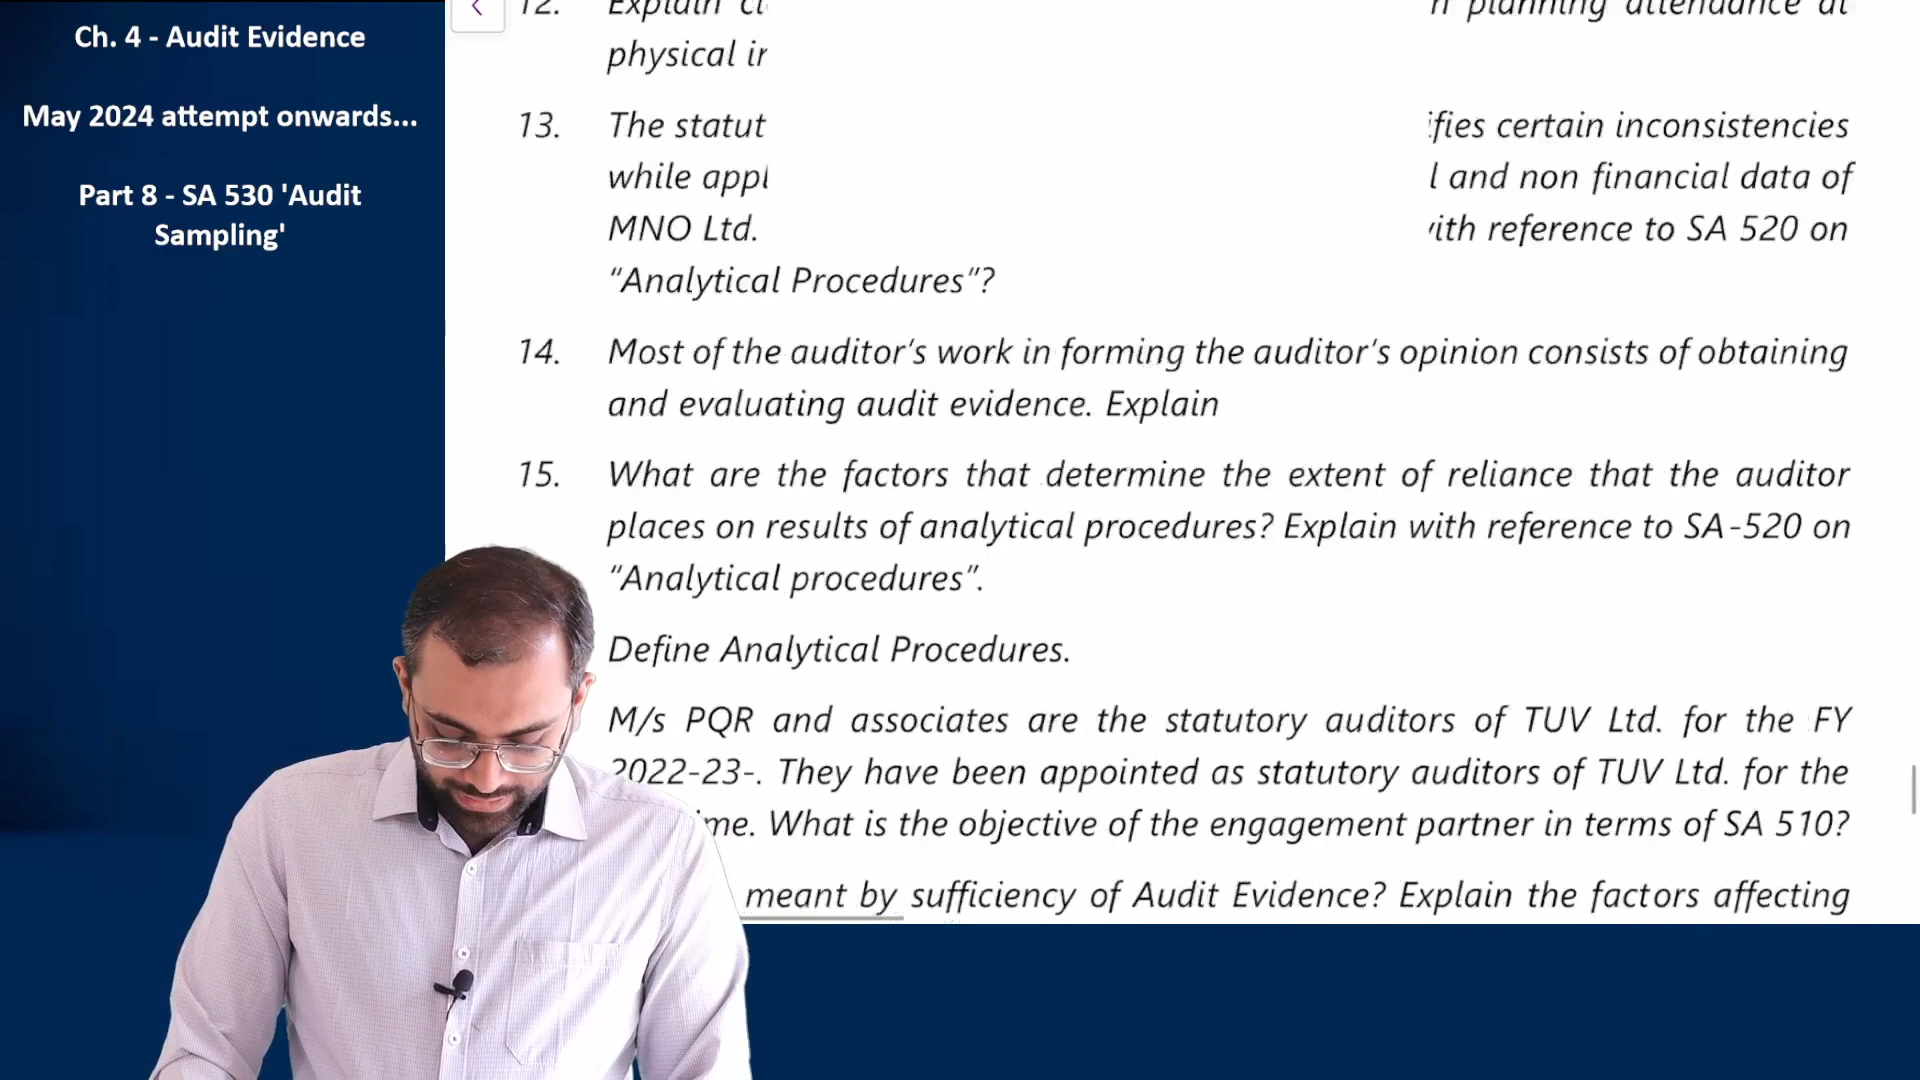 Ch. 4 - Audit Evidence
May 2024 attempt onwards...
Part 8 - SA 530 'Audit
Sampling'
12. Explain planning attendance at
physical
13. The inconsistencies
certain
while and non financial data of
MNO Ltd. reference to SA 520 on
“Analytical Procedures”?
14. Most of the auditor’s work in forming the auditor’s opinion consists of obtaining
and evaluating audit evidence. Explain
15. What are the factors that determine the extent of reliance that the auditor
places on results of analytical procedures? Explain with reference to SA-520 on
“Analytical procedures”.
Define Analytical Procedures.
M/s PQR and associates are the statutory auditors of TUV Ltd. for the FY
2022-23-. They have been appointed as statutory auditors of TUV Ltd. for the
What is the objective of the engagement partner in terms of SA 510?
meant by sufficiency of Audit Evidence? Explain the factors affecting